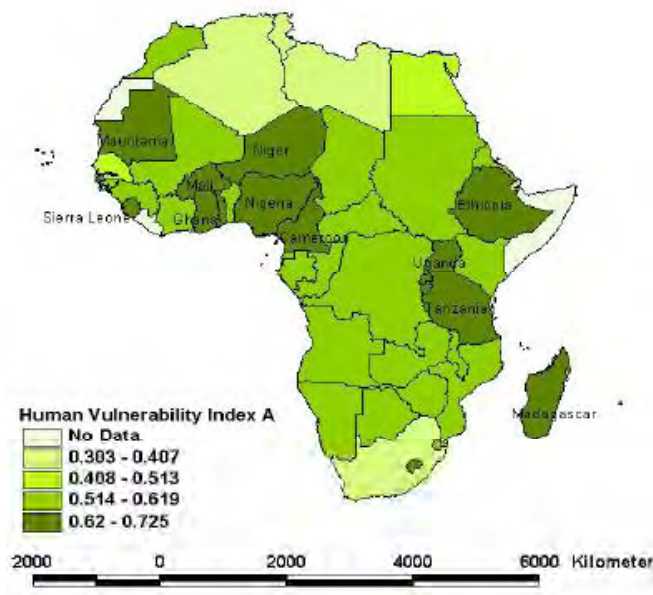 Mauntama
Niger
Mali
Nigeria
Ethiopia
Sierra Leone
Ghana
Cameroon
Uganda
Tanzania
Madagascar
Human Vulnerability Index A
No Data
0.303 - 0.407
0.408 - 0.513
0.514 - 0.619
0.62 - 0.725
2000 0 2000 4000 6000 Kilometer